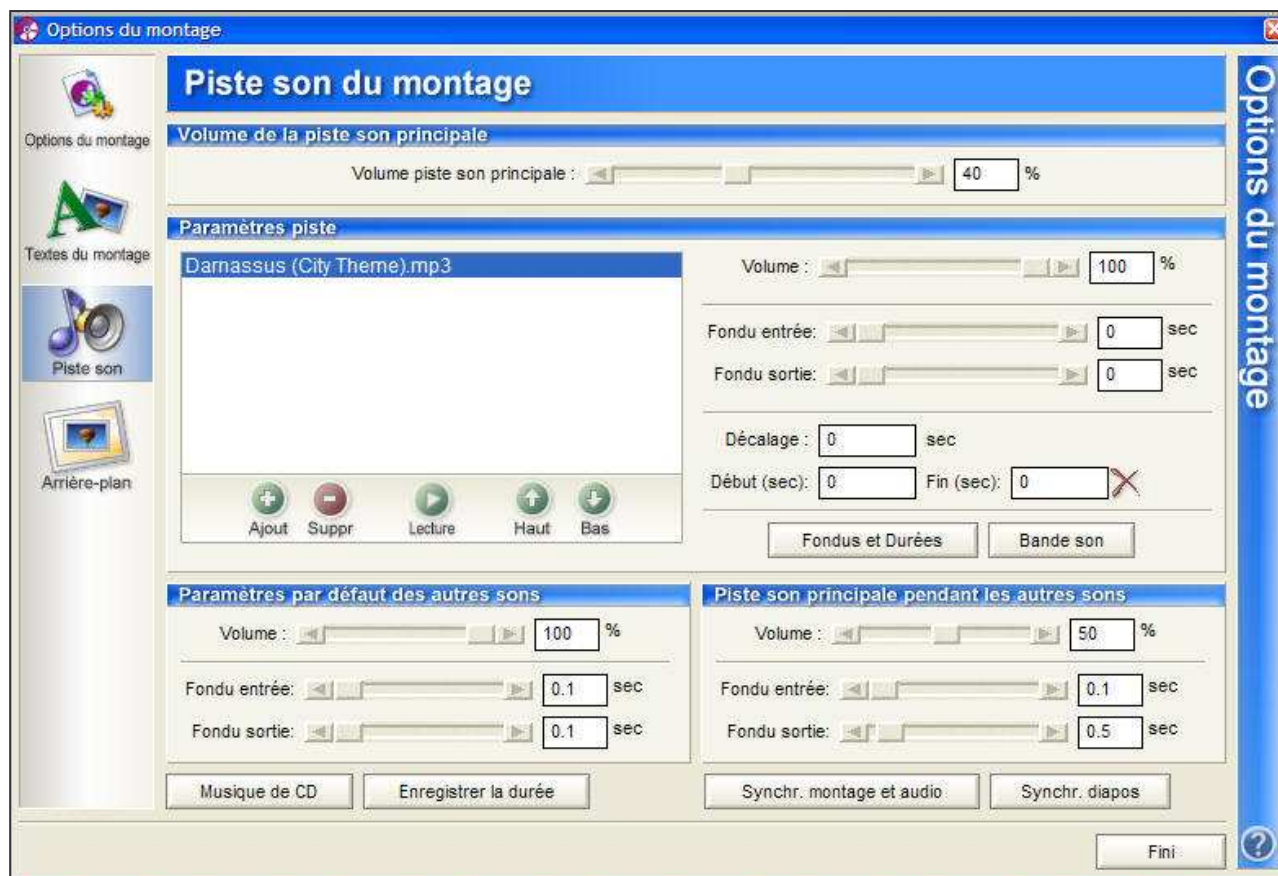 Options du montage
Options du montage
Textes du montage
Piste son
Arrière-plan
Piste son du montage
Volume de la piste son principale
Volume piste son principale : 40 %
Paramètres piste
Darnassus (City Theme).mp3
Ajout Suppr Lecture Haut Bas
Volume : 100 %
Fondu entrée: 0 sec
Fondu sortie: 0 sec
Décalage : 0 sec
Début (sec): 0 Fin (sec): 0
Fondus et Durées Bande son
Paramètres par défaut des autres sons
Volume : 100 %
Fondu entrée: 0.1 sec
Fondu sortie: 0.1 sec
Piste son principale pendant les autres sons
Volume : 50 %
Fondu entrée: 0.1 sec
Fondu sortie: 0.5 sec
Musique de CD Enregistrer la durée Synchr. montage et audio Synchr. diapos
Fini
Options du montage
?